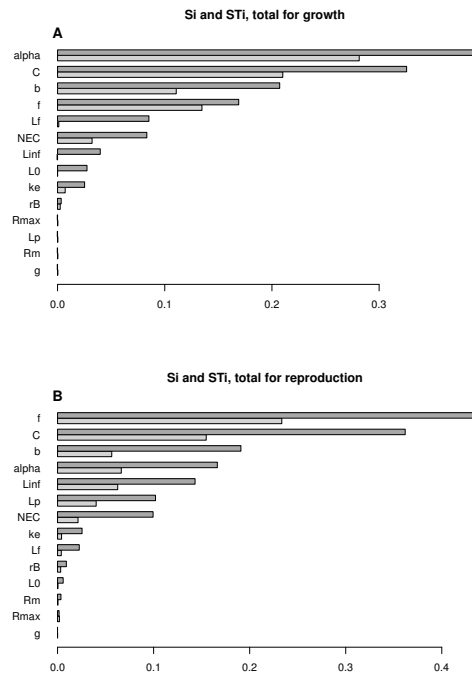 Si and STi, total for growth
A
alpha
C
b
f
Lf
NEC
Linf
L0
ke
rB
Rmax
Lp
Rm
g
0.0 0.1 0.2 0.3
Si and STi, total for reproduction
B
f
C
b
alpha
Linf
Lp
NEC
ke
Lf
rB
L0
Rm
Rmax
g
0.0 0.1 0.2 0.3 0.4